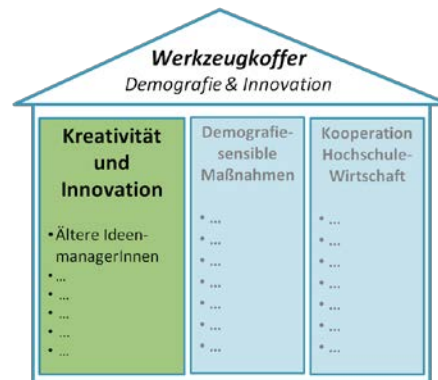 Werkzeugkoffer
Demografie & Innovation
Kreativität
und
Innovation
• Ältere Ideen-
managerInnen
• ...
• ...
• ...
• ...
• ...
Demografie-
sensible
Maßnahmen
• ...
• ...
• ...
• ...
• ...
• ...
• ...
Kooperation
Hochschule-
Wirtschaft
• ...
• ...
• ...
• ...
• ...
• ...
• ...